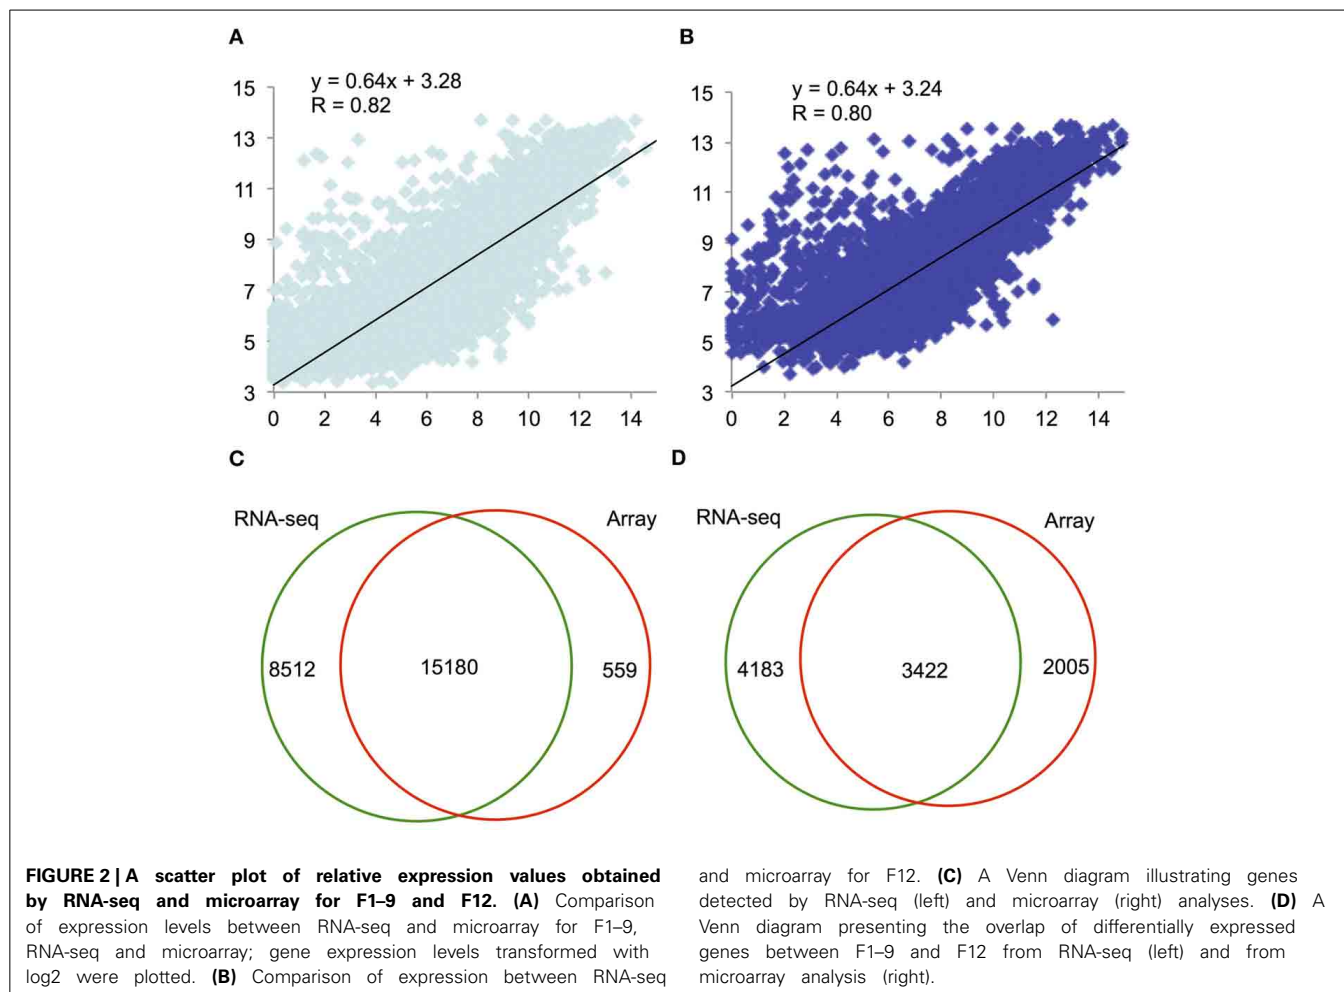 A
y = 0.64x + 3.28
R = 0.82
15
13
11
9
7
5
3
0 2 4 6 8 10 12 14
B
y = 0.64x + 3.24
R = 0.80
15
13
11
9
7
5
3
0 2 4 6 8 10 12 14
C
RNA-seq
Array
8512
15180
559
D
RNA-seq
Array
4183
3422
2005
FIGURE 2 | A scatter plot of relative expression values obtained
by RNA-seq and microarray for F1–9 and F12. (A) Comparison
of expression levels between RNA-seq and microarray for F1–9,
RNA-seq and microarray; gene expression levels transformed with
log2 were plotted. (B) Comparison of expression between RNA-seq
and microarray for F12. (C) A Venn diagram illustrating genes
detected by RNA-seq (left) and microarray (right) analyses. (D) A
Venn diagram presenting the overlap of differentially expressed
genes between F1–9 and F12 from RNA-seq (left) and from
microarray analysis (right).